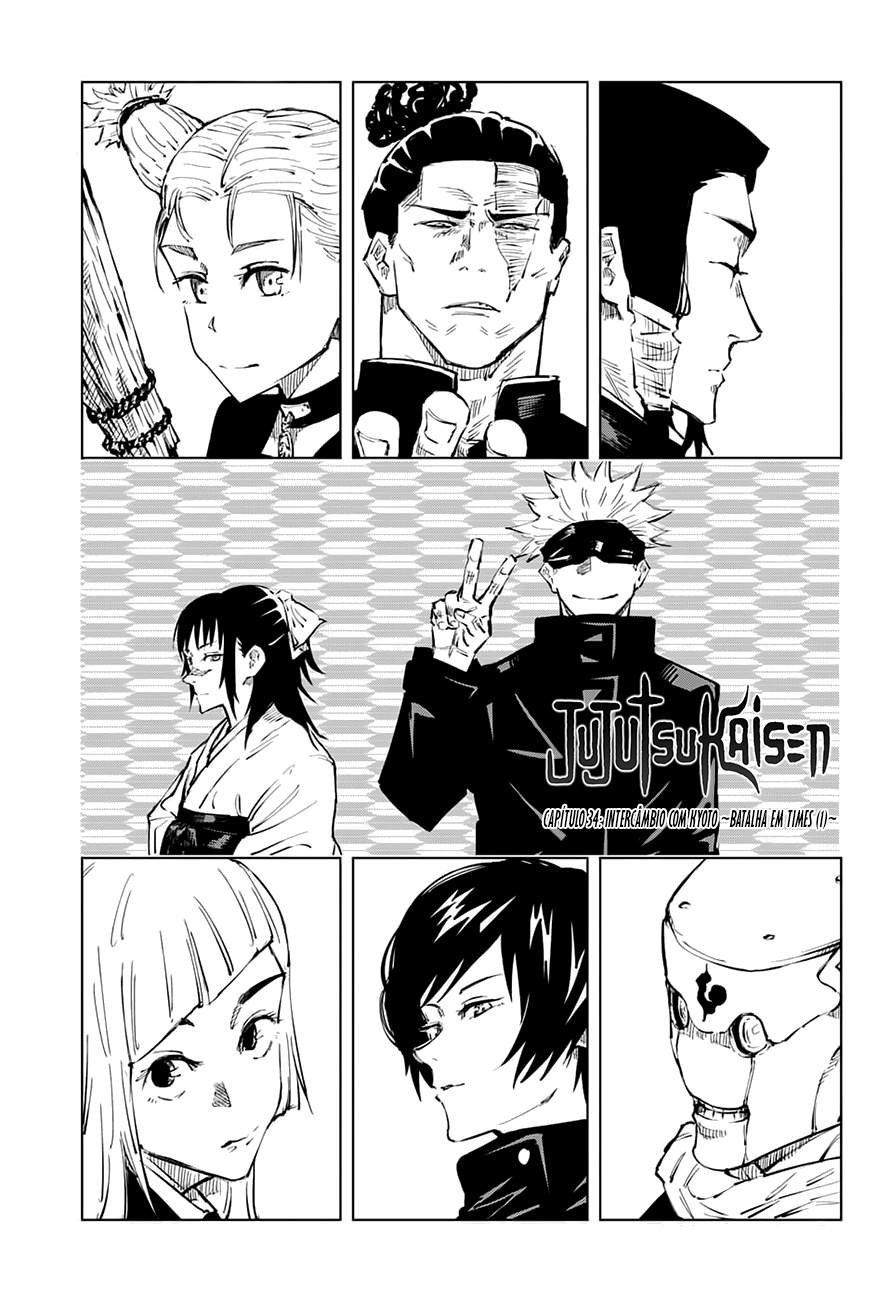 JUJUTSU KAISEN
CAPÍTULO 34: INTERCÂMBIO COM KYOTO ~BATALHA EM TIMES (1)~